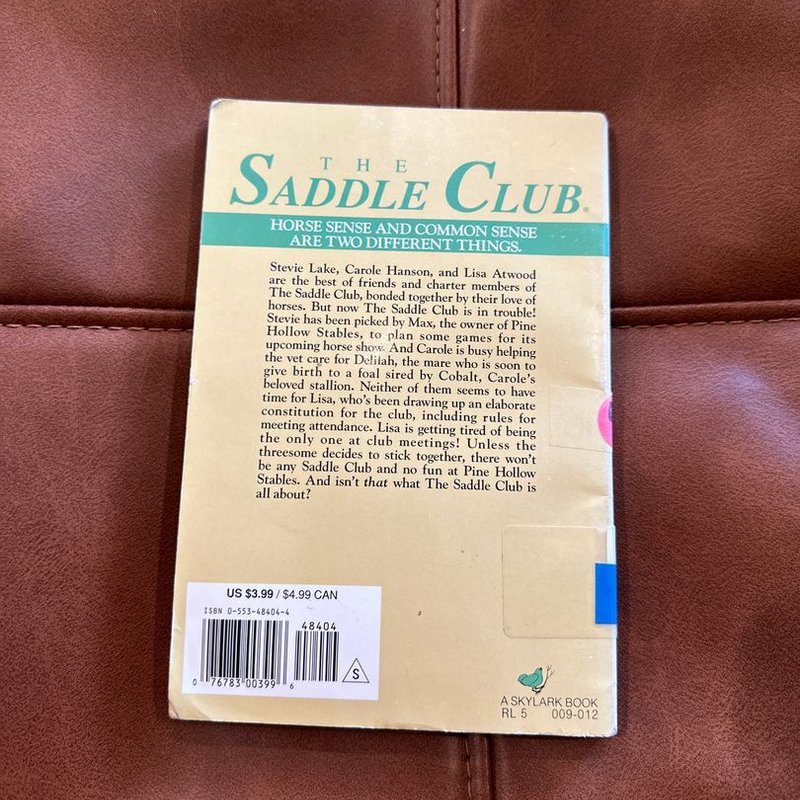 THE
SADDLE CLUB®
HORSE SENSE AND COMMON SENSE
ARE TWO DIFFERENT THINGS.
Stevie Lake, Carole Hanson, and Lisa Atwood
are the best of friends and charter members of
The Saddle Club, bonded together by their love of
horses. But now The Saddle Club is in trouble!
Stevie has been picked by Max, the owner of Pine
Hollow Stables, to plan some games for its
upcoming horse show. And Carole is busy helping
the vet care for Delilah, the mare who is soon to
give birth to a foal sired by Cobalt, Carole's
beloved stallion. Neither of them seems to have
time for Lisa, who's been drawing up an elaborate
constitution for the club, including rules for
meeting attendance. Lisa is getting tired of being
the only one at club meetings! Unless the
threesome decides to stick together, there won't
be any Saddle Club and no fun at Pine Hollow
Stables. And isn't that what The Saddle Club is
all about?
US $3.99 / $4.99 CAN
ISBN 0-553-48404-4
48404
0 76783 00399 6
S
A SKYLARK BOOK
RL 5 009-012